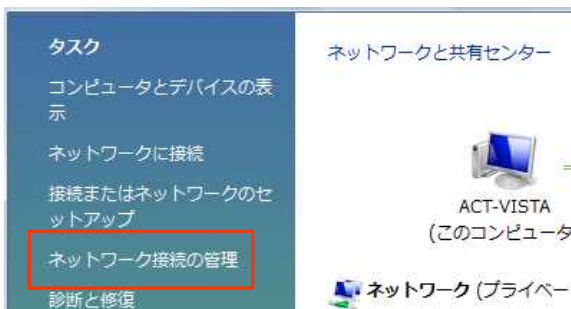 タスク
コンピュータとデバイスの表
示
ネットワークに接続
接続またはネットワークのセ
ットアップ
ネットワーク接続の管理
診断と修復
ネットワークと共有センター
ACT-VISTA
(このコンピュータ
ネットワーク (プライベー